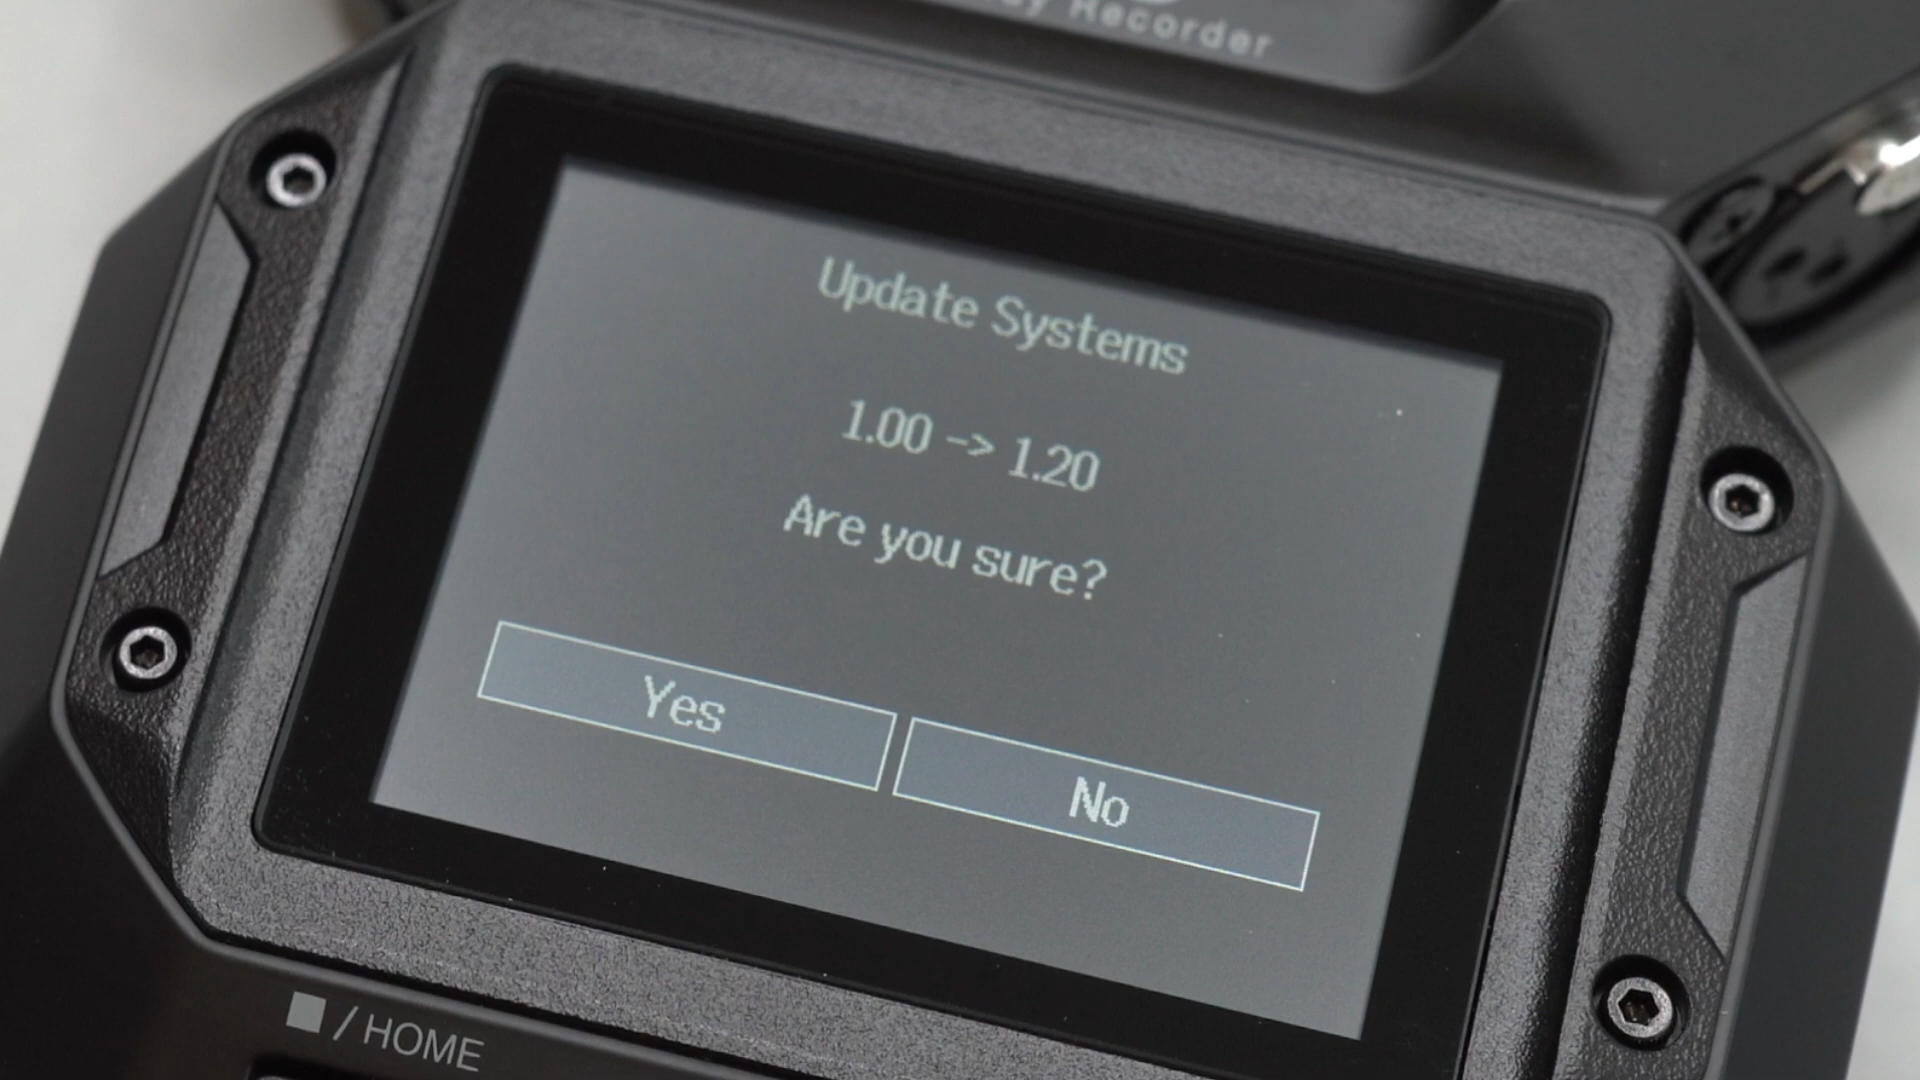 Recorder
Update Systems
1.00 -> 1.20
Are you sure?
Yes
No
■/HOME